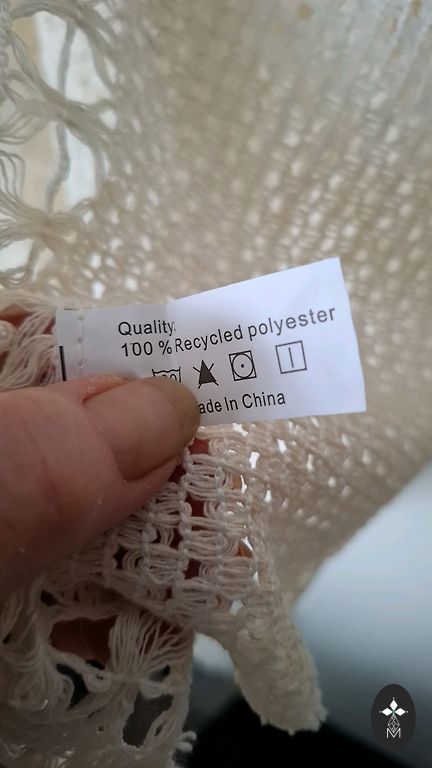 Quality:
100 % Recycled polyester
ade In China
M